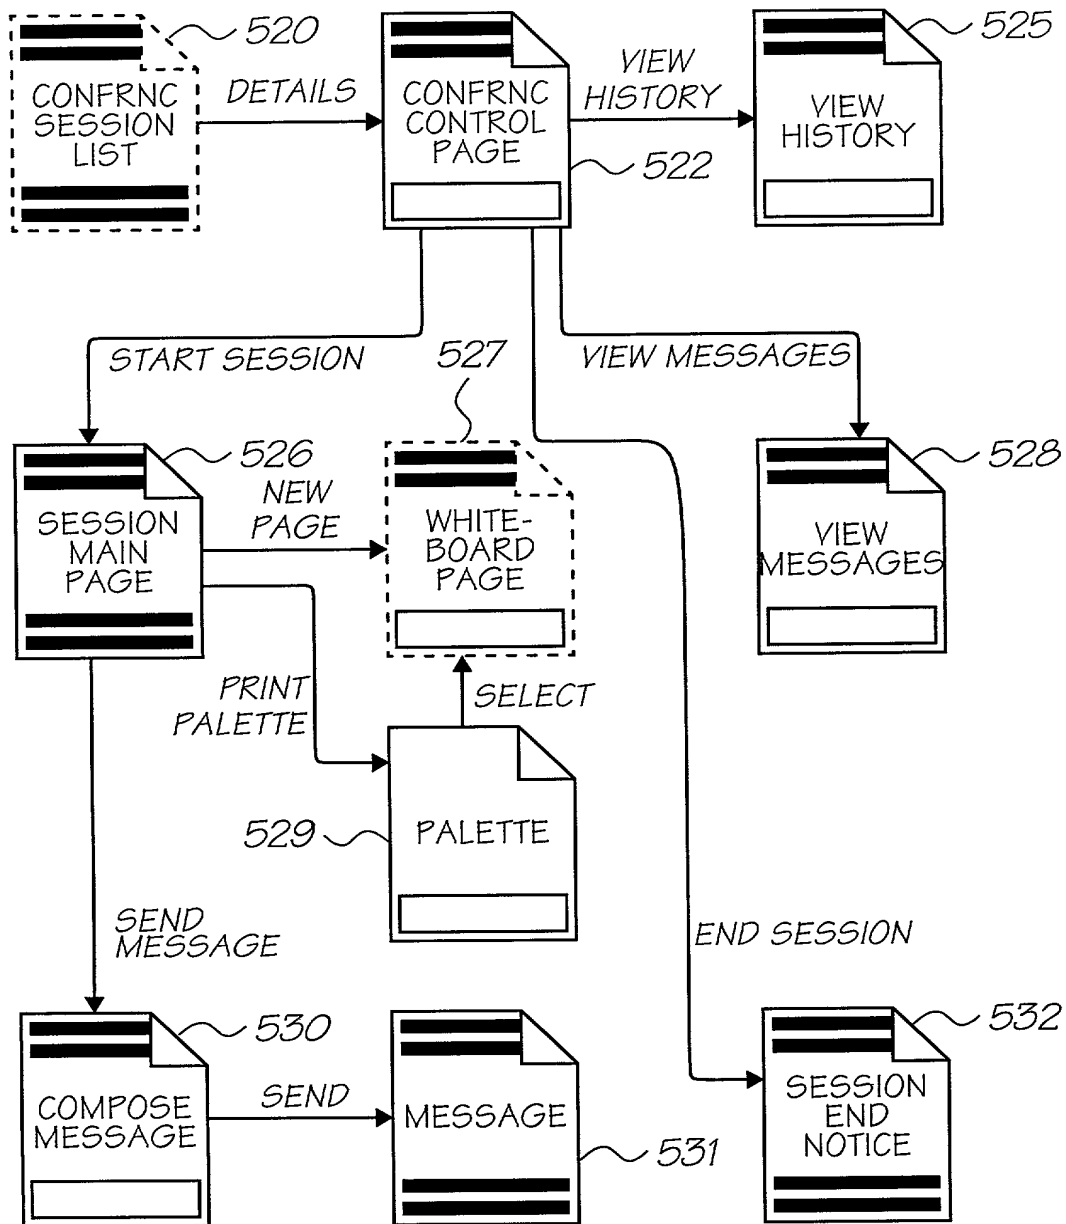 520
CONFRNC
SESSION
LIST
DETAILS
CONFRNC
CONTROL
PAGE
522
VIEW
HISTORY
525
VIEW
HISTORY
START SESSION
527
VIEW MESSAGES
526
SESSION
MAIN
PAGE
NEW
PAGE
WHITE-
BOARD
PAGE
528
VIEW
MESSAGES
PRINT
PALETTE
SELECT
529
PALETTE
SEND
MESSAGE
END SESSION
530
COMPOSE
MESSAGE
SEND
MESSAGE
531
532
SESSION
END
NOTICE